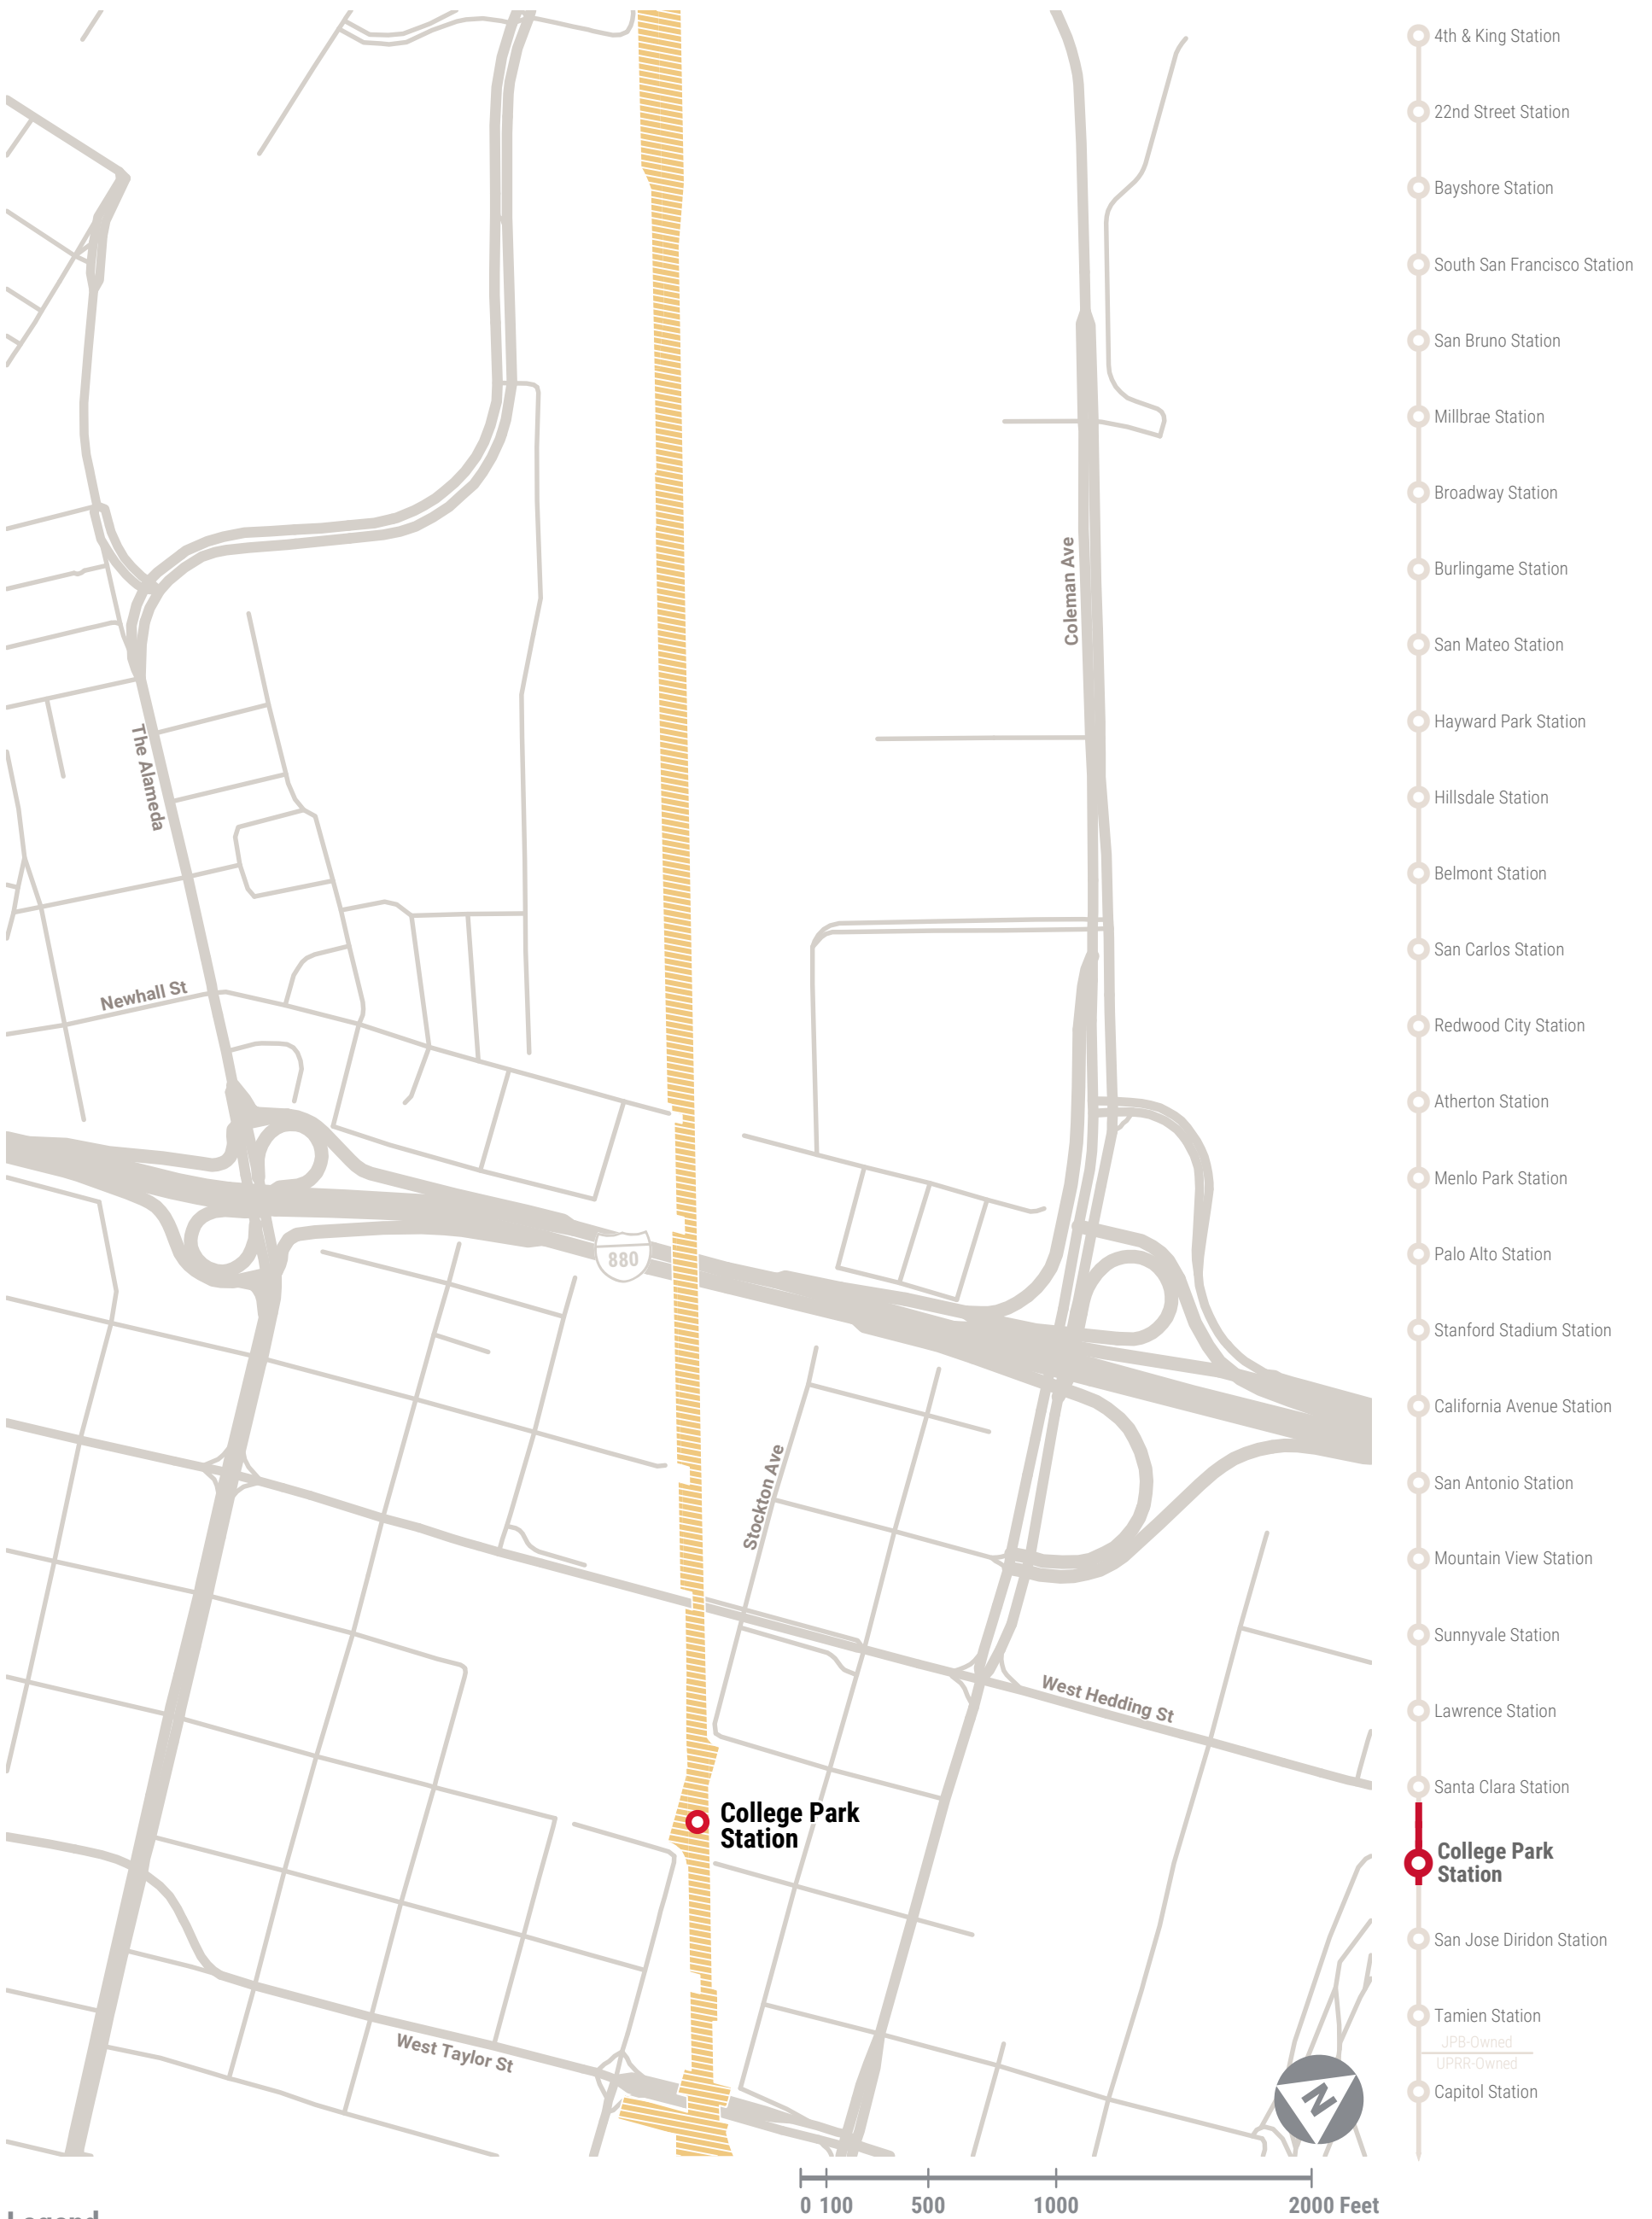 4th & King Station
22nd Street Station
Bayshore Station
South San Francisco Station
San Bruno Station
Millbrae Station
Broadway Station
Burlingame Station
San Mateo Station
Hayward Park Station
Hillsdale Station
Belmont Station
San Carlos Station
Redwood City Station
Atherton Station
Menlo Park Station
Palo Alto Station
Stanford Stadium Station
California Avenue Station
San Antonio Station
Mountain View Station
Sunnyvale Station
Lawrence Station
Santa Clara Station
College Park
Station
San Jose Diridon Station
Tamien Station
JPB-Owned
UPRR-Owned
Capitol Station
Coleman Ave
The Alameda
Newhall St
880
Stockton Ave
West Hedding St
College Park
Station
West Taylor St
N
0 100 500 1000 2000 Feet
Legend